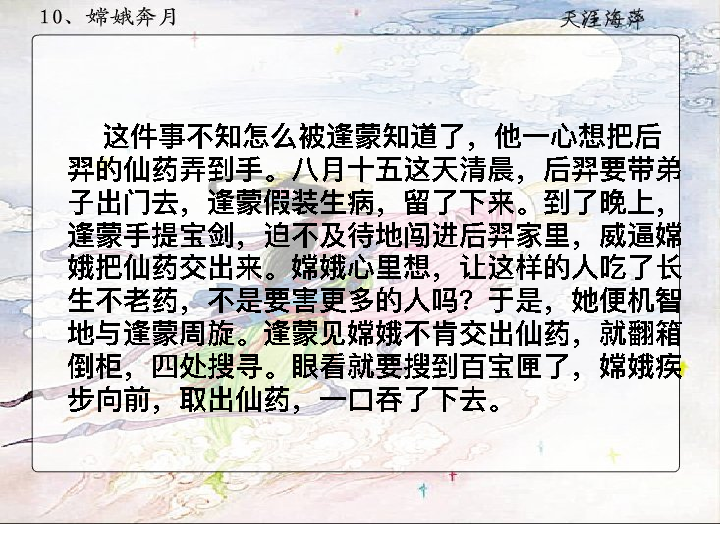 10、嫦娥奔月
天涯海萍
这件事不知怎么被逢蒙知道了，他一心想把后
羿的仙药弄到手。八月十五这天清晨，后羿要带弟
子出门去，逢蒙假装生病，留了下来。到了晚上，
逢蒙手提宝剑，迫不及待地闯进后羿家里，威逼嫦
娥把仙药交出来。嫦娥心里想，让这样的人吃了长
生不老药，不是要害更多的人吗？于是，她便机智
地与逢蒙周旋。逢蒙见嫦娥不肯交出仙药，就翻箱
倒柜，四处搜寻。眼看就要搜到百宝匣了，嫦娥疾
步向前，取出仙药，一口吞了下去。